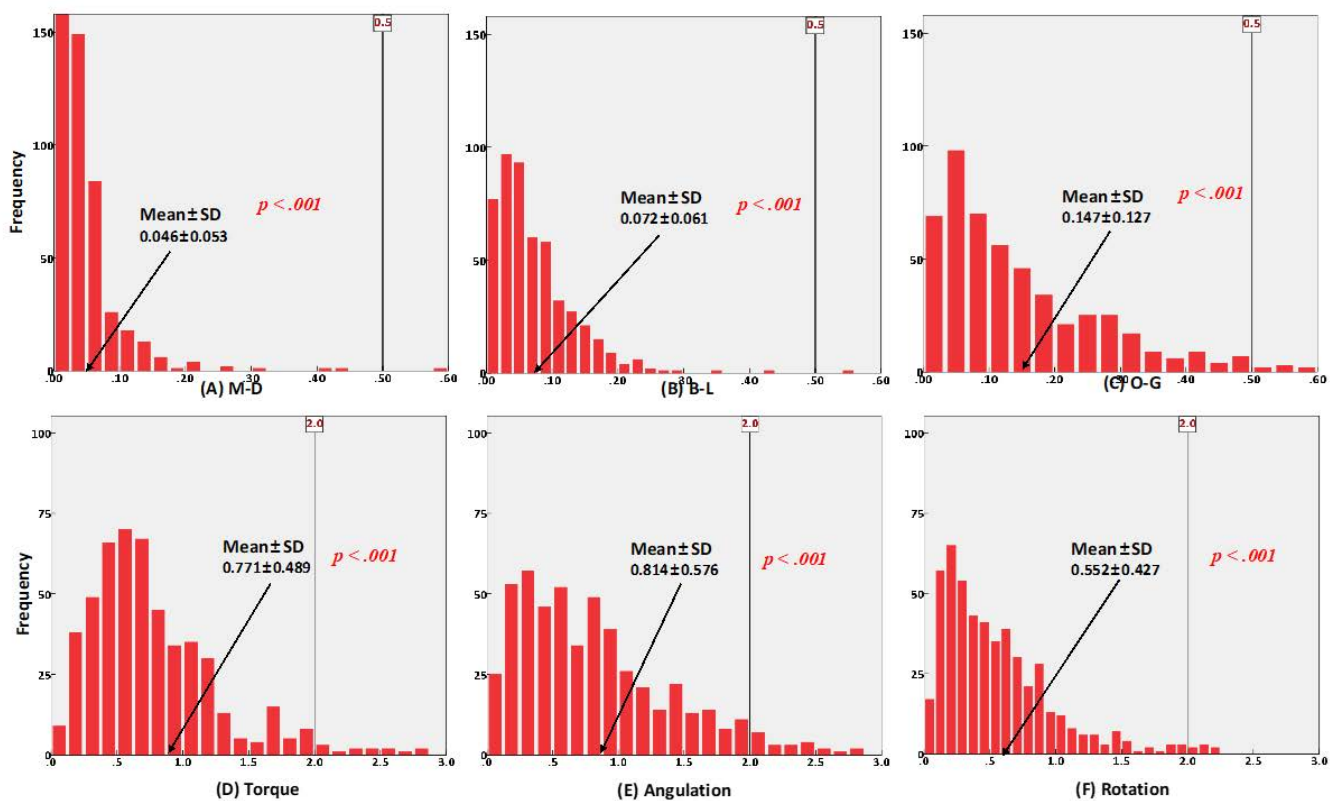 Frequency
150
100
50
0
.00 .10 .20 .30 .40 .50 .60
0.5
Mean±SD
0.046±0.053
p < .001
(A) M-D
150
100
50
0
.00 .10 .20 .30 .40 .50 .60
0.5
Mean±SD
0.072±0.061
p < .001
(B) B-L
150
100
50
0
.00 .10 .20 .30 .40 .50 .60
0.5
Mean±SD
0.147±0.127
p < .001
(C) O-G
Frequency
100
75
50
25
0
.0 .5 1.0 1.5 2.0 2.5 3.0
2.0
Mean±SD
0.771±0.489
p < .001
(D) Torque
100
75
50
25
0
.0 .5 1.0 1.5 2.0 2.5 3.0
2.0
Mean±SD
0.814±0.576
p < .001
(E) Angulation
100
75
50
25
0
.0 .5 1.0 1.5 2.0 2.5 3.0
2.0
Mean±SD
0.552±0.427
p < .001
(F) Rotation